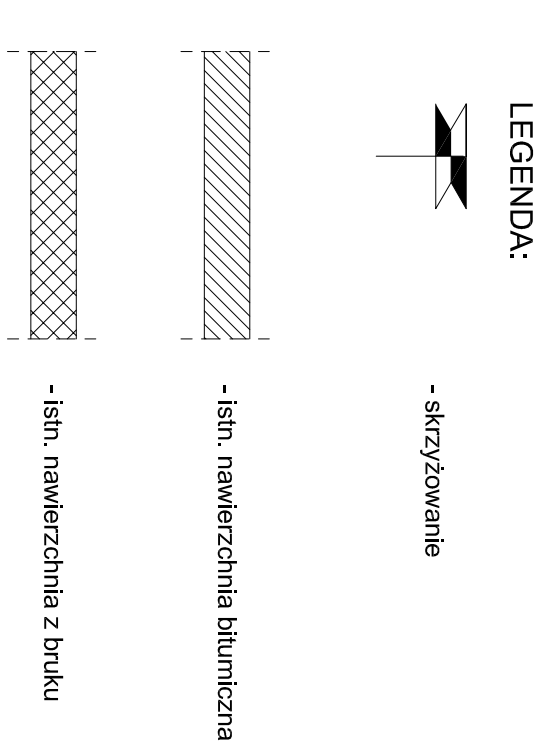 LEGENDA:
- skrzyżowanie
- istn. nawierzchnia bitumiczna
- istn. nawierzchnia z bruku